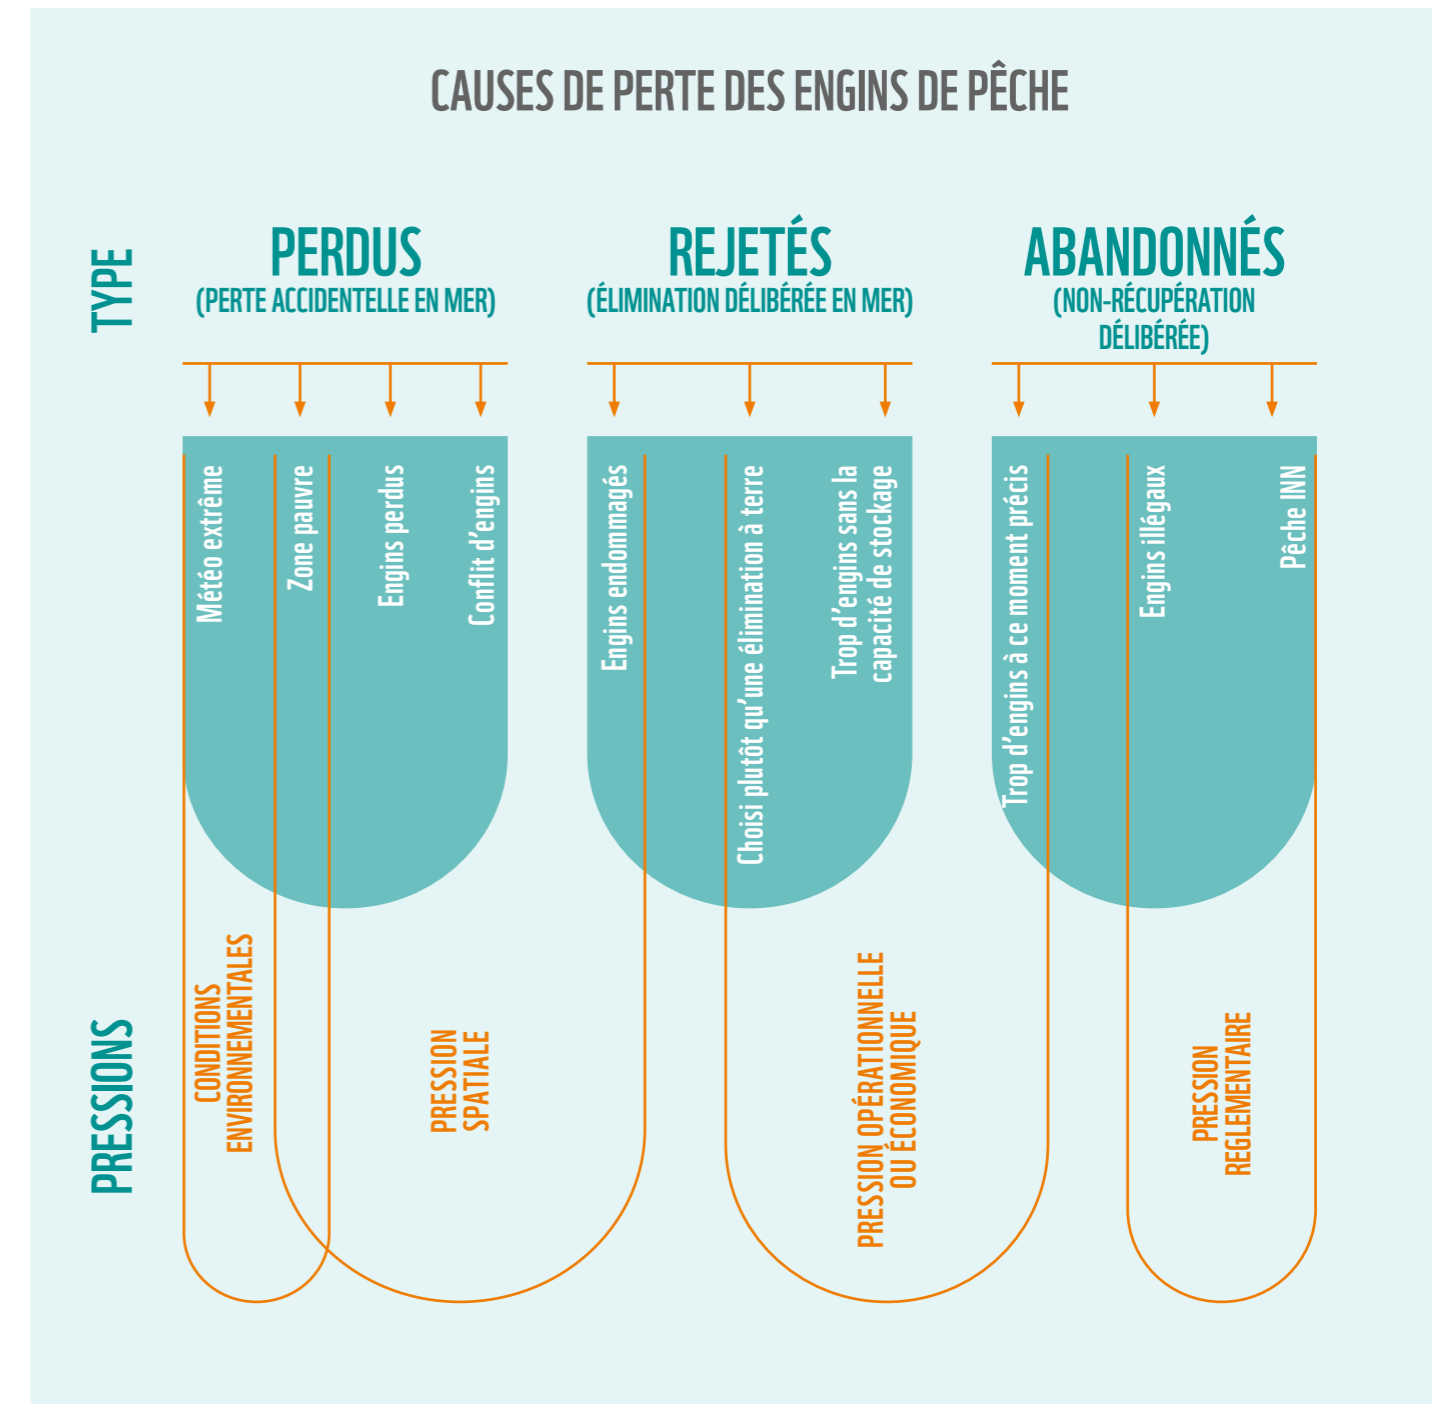 CAUSES DE PERTE DES ENGINS DE PÊCHE
TYPE
PERDUS
(PERTE ACCIDENTELLE EN MER)
REJETÉS
(ÉLIMINATION DÉLIBÉRÉE EN MER)
ABANDONNÉS
(NON-RÉCUPÉRATION
DÉLIBÉRÉE)
Météo extrême
Zone pauvre
Engins perdus
Conflit d’engins
Engins endommagés
Choisi plutôt qu’une élimination à terre
Trop d’engins sans la
capacité de stockage
Trop d’engins à ce moment précis
Engins illégaux
Pêche INN
PRESSIONS
CONDITIONS
ENVIRONNEMENTALES
PRESSION
SPATIALE
PRESSION OPÉRATIONNELLE
OU ÉCONOMIQUE
PRESSION
REGLEMENTAIRE